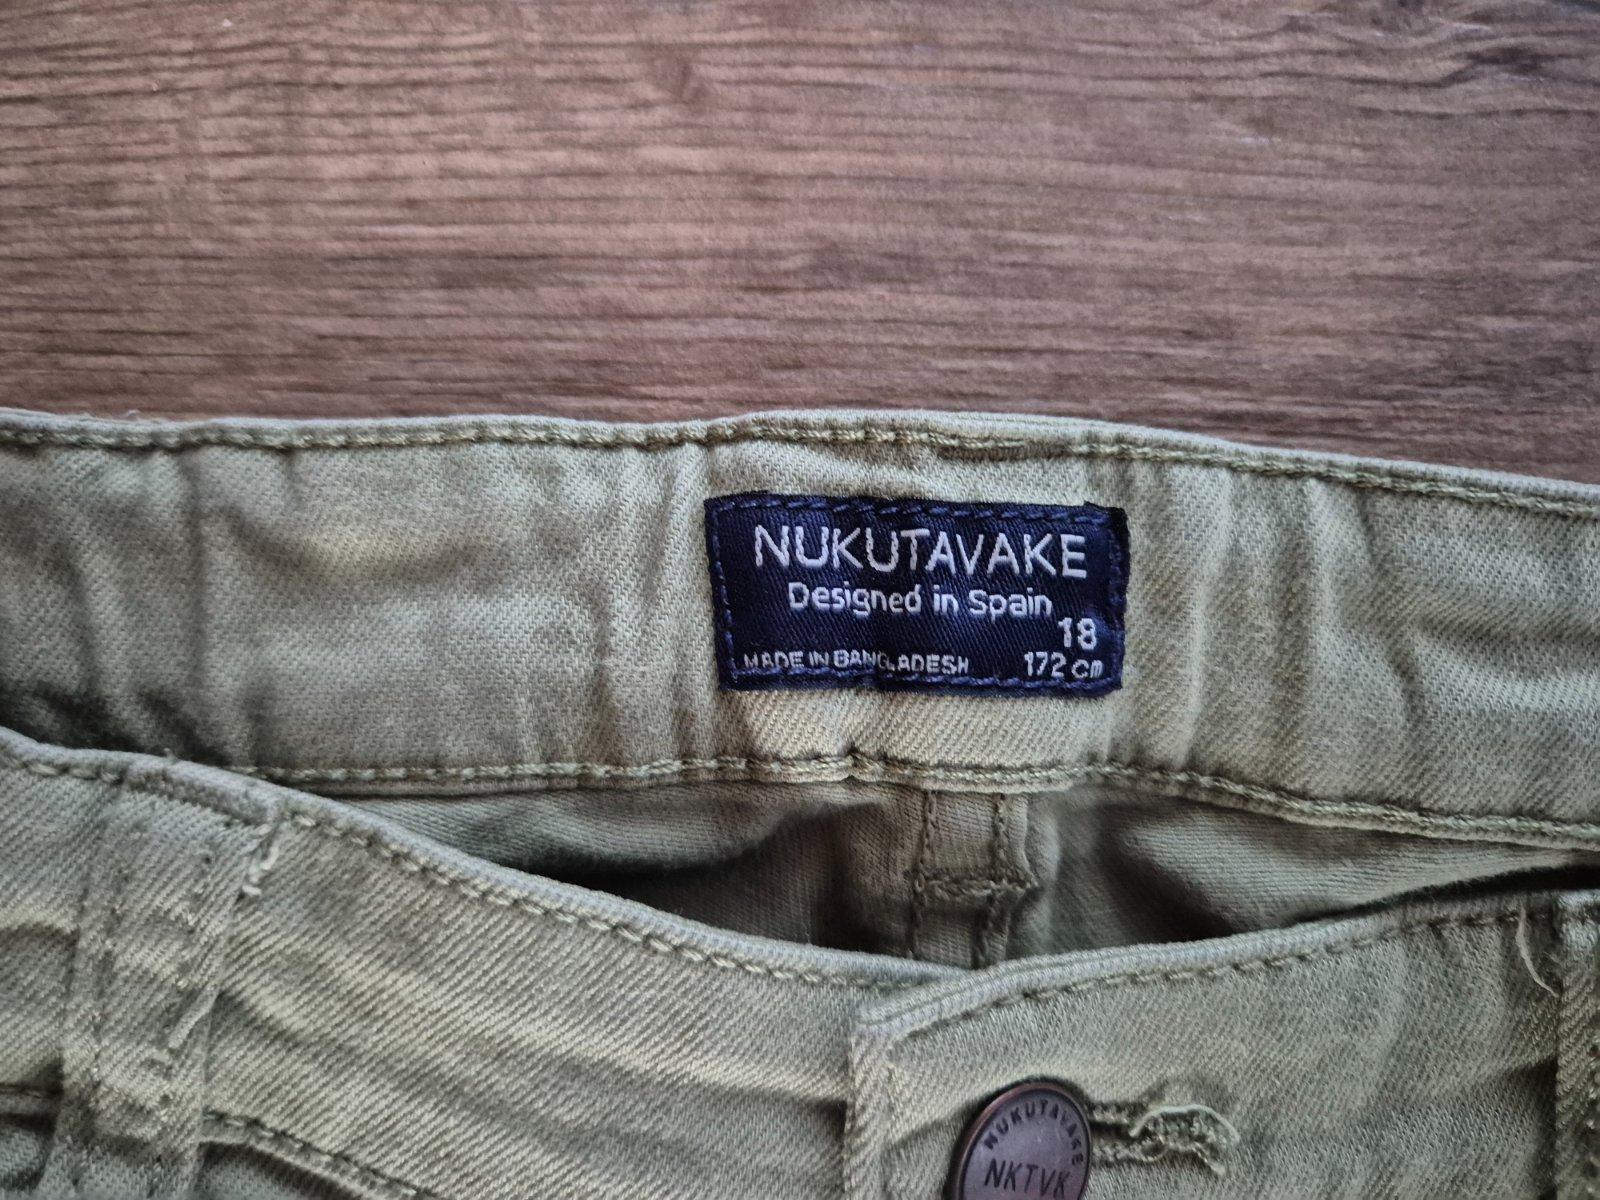 NUKUTAVAKE
Designed in Spain
18
MADE IN BANGLADESH 172 cm
NUKUTAVAKE
NKTVK